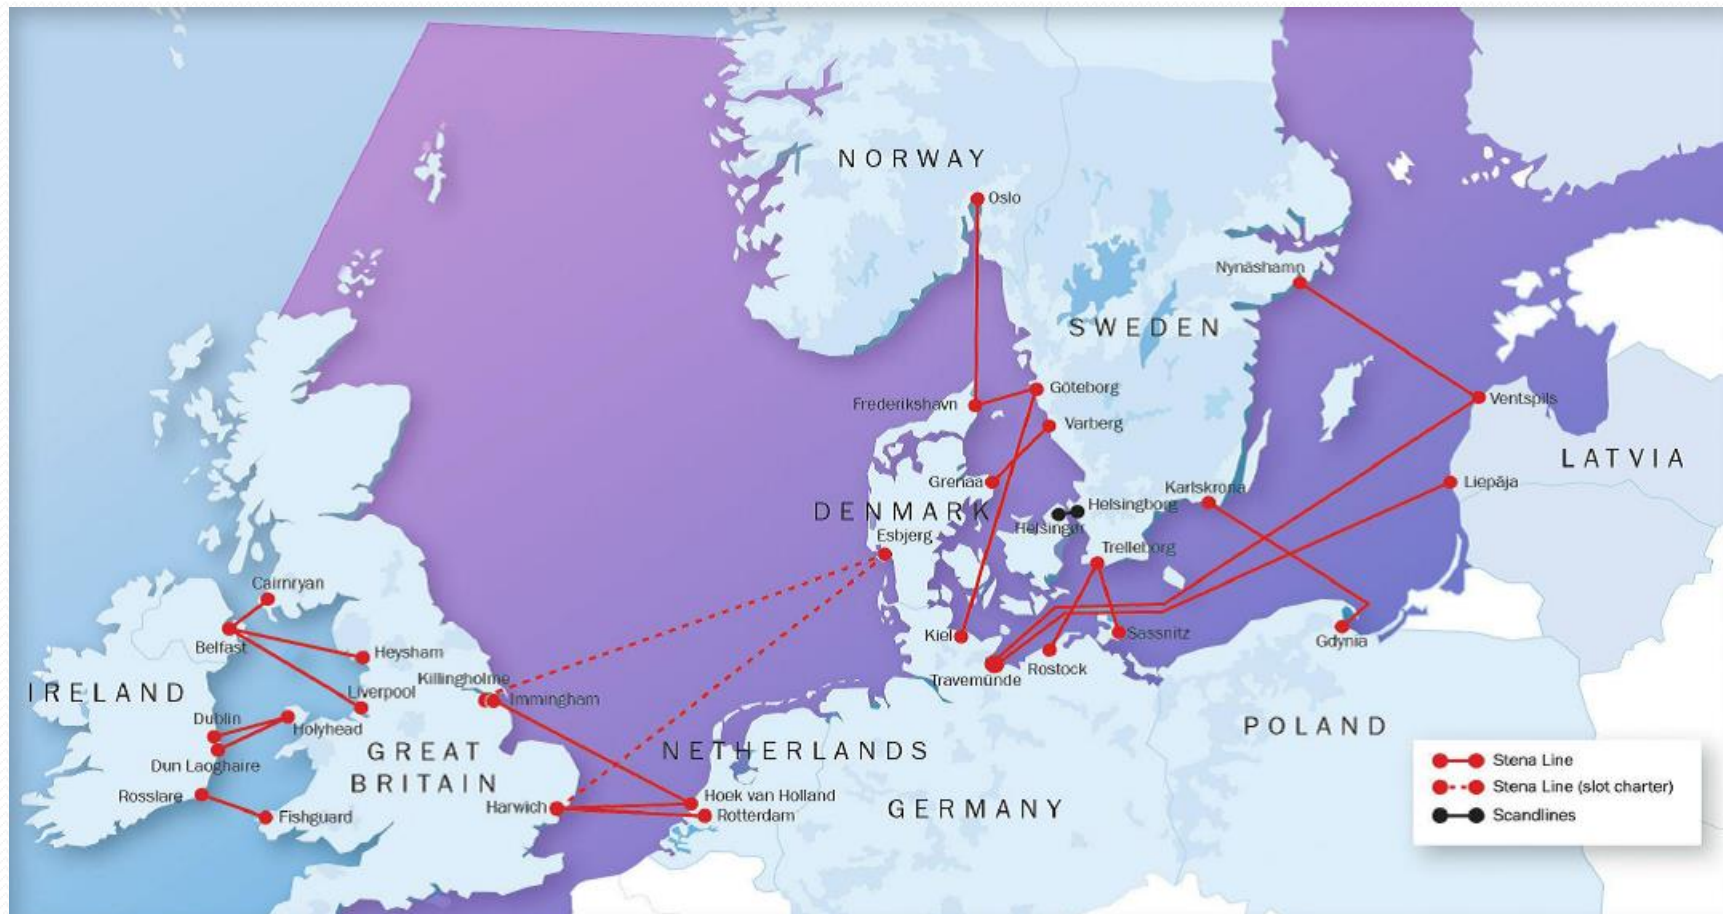 NORWAY
Oslo
Nynäshamn
SWEDEN
Göteborg
Frederikshavn
Varberg
Ventspils
LATVIA
Grenaa
Karlskrona
Liepāja
DENMARK
Helsingborg
Helsingør
Esbjerg
Trelleborg
Cairnryan
Belfast
Heysham
Kiel
Sassnitz
Gdynia
Rostock
Travemünde
Killingholme
Immingham
IRELAND
Liverpool
Dublin
Holyhead
Dun Laoghaire
GREAT
BRITAIN
NETHERLANDS
POLAND
Rosslare
Fishguard
Harwich
Hoek van Holland
Rotterdam
GERMANY
Stena Line
Stena Line (slot charter)
Scandlines